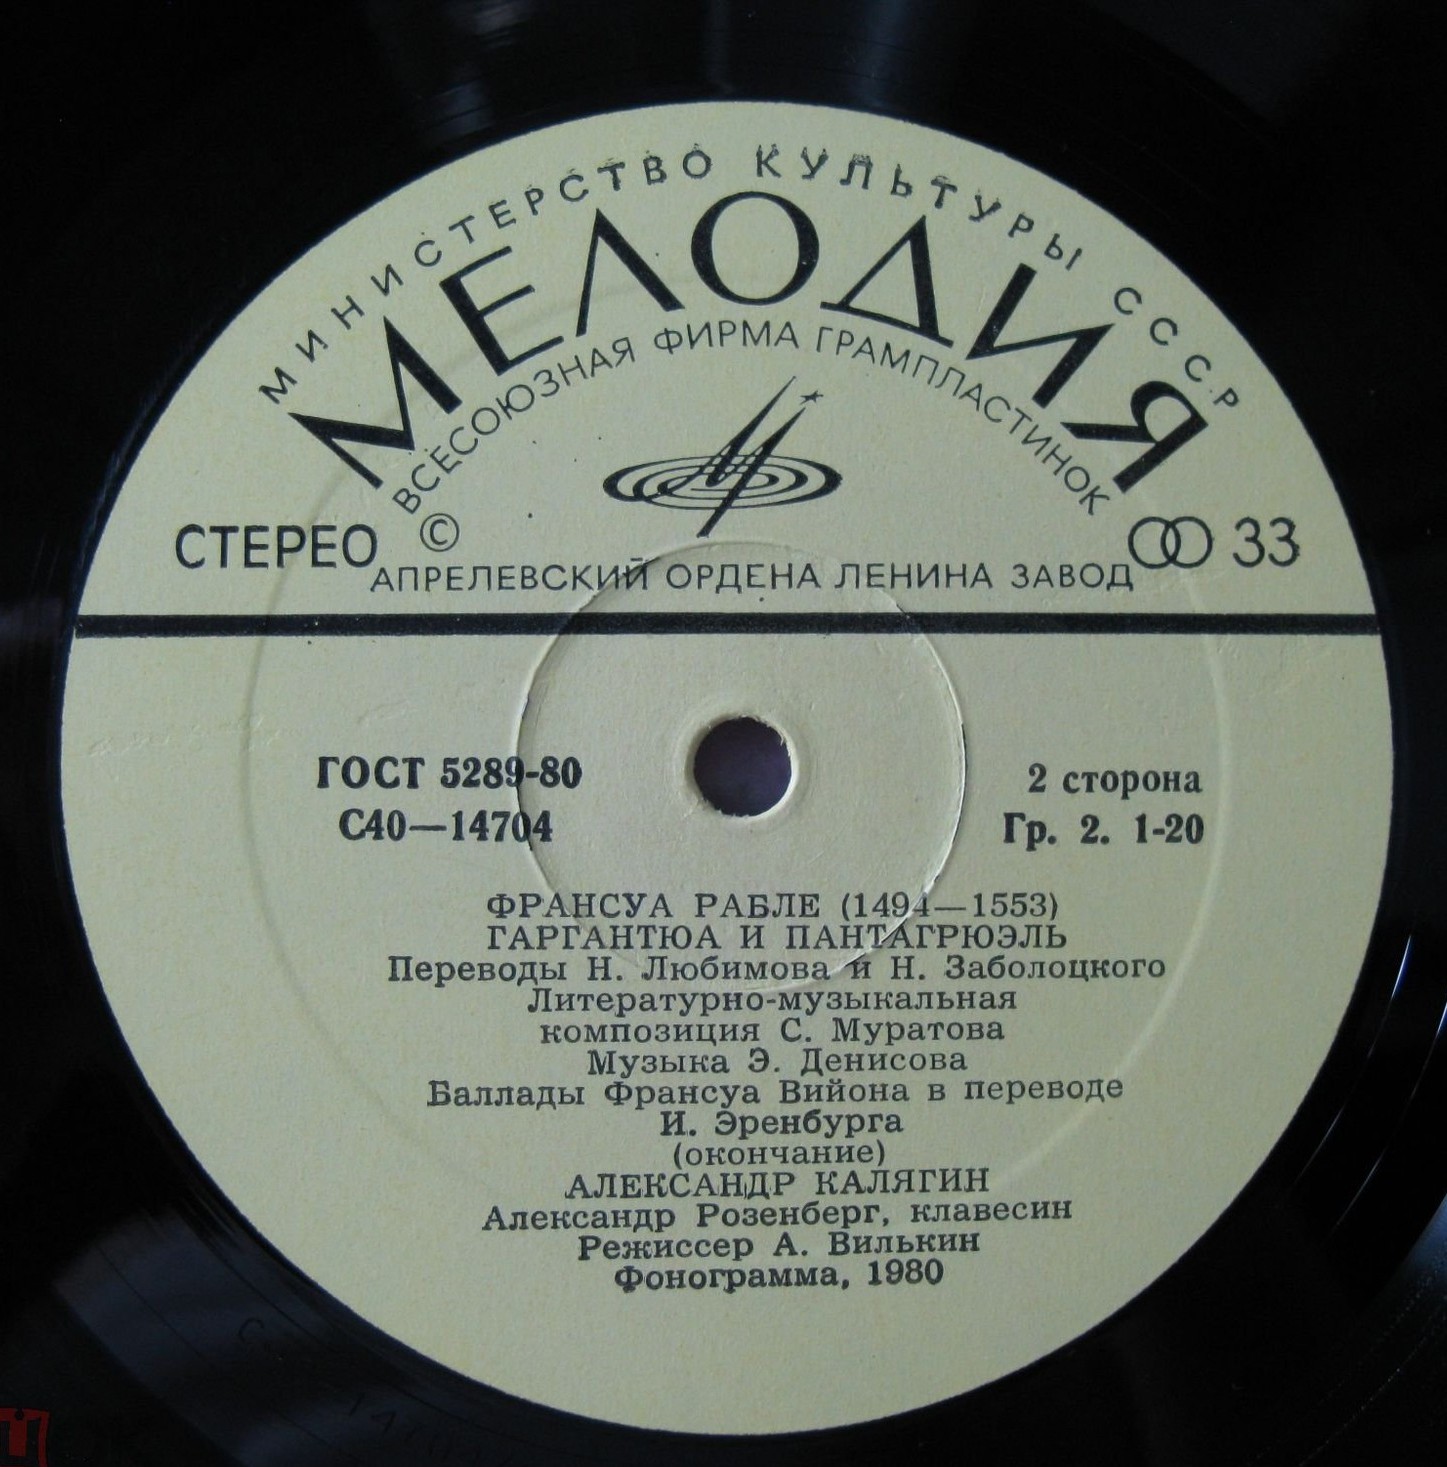 МИНИСТЕРСТВО КУЛЬТУРЫ СССР
МЕЛОДИЯ
ВСЕСОЮЗНАЯ ФИРМА ГРАМПЛАСТИНОК
СТЕРЕО © 33
АПРЕЛЕВСКИЙ ОРДЕНА ЛЕНИНА ЗАВОД
ГОСТ 5289-80
С40—14704
2 сторона
Гр. 2. 1-20
ФРАНСУА РАБЛЕ (1494—1553)
ГАРГАНТЮА И ПАНТАГРЮЭЛЬ
Переводы Н. Любимова и Н. Заболоцкого
Литературно-музыкальная
композиция С. Муратова
Музыка Э. Денисова
Баллады Франсуа Вийона в переводе
И. Эренбурга
(окончание)
АЛЕКСАНДР КАЛЯГИН
Александр Розенберг, клавесин
Режиссер А. Вилькин
Фонограмма, 1980